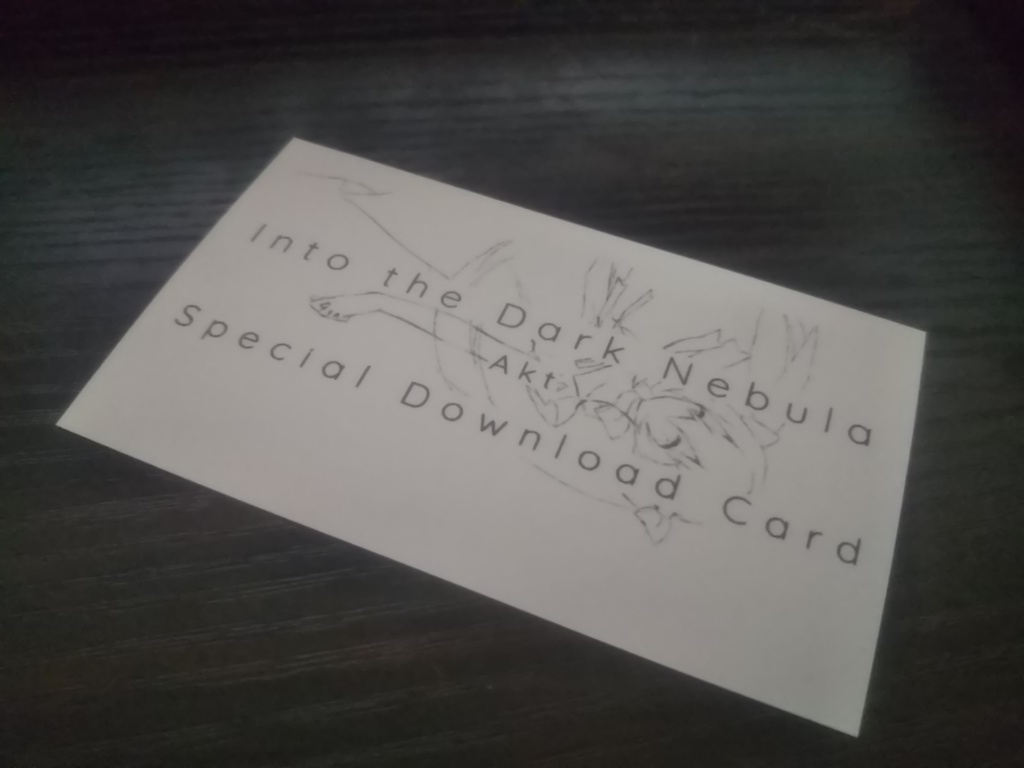 Into the Dark Nebula
Akt
Special Download Card